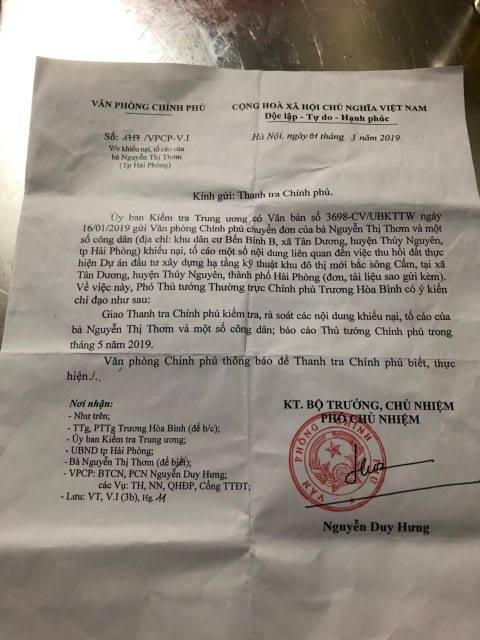 VĂN PHÒNG CHÍNH PHỦ
CỘNG HOÀ XÃ HỘI CHỦ NGHĨA VIỆT NAM
Độc lập - Tự do - Hạnh phúc
Số: 1717/VPCP-V.I
V/v khiếu nại, tố cáo của
bà Nguyễn Thị Thơm
(Tp Hải Phòng)
Hà Nội, ngày 01 tháng 3 năm 2019
Kính gửi: Thanh tra Chính phủ.
Ủy ban Kiểm tra Trung ương có Văn bản số 3698-CV/UBKTTW ngày
16/01/2019 gửi Văn phòng Chính phủ chuyển đơn của bà Nguyễn Thị Thơm và
một số công dân (địa chỉ: khu dân cư Bến Bính B, xã Tân Dương, huyện Thủy Nguyên,
tp Hải Phòng) khiếu nại, tố cáo một số nội dung liên quan đến việc thu hồi đất thực
hiện Dự án đầu tư xây dựng hạ tầng kỹ thuật khu đô thị mới bắc sông Cấm, tại xã
Tân Dương, huyện Thủy Nguyên, thành phố Hải Phòng (đơn, tài liệu sao gửi kèm).
Về việc này, Phó Thủ tướng Thường trực Chính phủ Trương Hòa Bình có ý kiến
chỉ đạo như sau:
Giao Thanh tra Chính phủ kiểm tra, rà soát các nội dung khiếu nại, tố cáo của
bà Nguyễn Thị Thơm và một số công dân; báo cáo Thủ tướng Chính phủ trong
tháng 5 năm 2019.
Văn phòng Chính phủ thông báo để Thanh tra Chính phủ biết, thực
hiện./.
Nơi nhận:
- Như trên;
- TTg, PTTg Trương Hòa Bình (để b/c);
- Ủy ban Kiểm tra Trung ương;
- UBND tp Hải Phòng;
- Bà Nguyễn Thị Thơm (để biết);
- VPCP: BTCN, PCN Nguyễn Duy Hưng;
các Vụ: TH, NN, QHĐP, Cổng TTĐT;
- Lưu: VT, V.I (3b), Hg. 11
KT. BỘ TRƯỞNG, CHỦ NHIỆM
PHÓ CHỦ NHIỆM
VĂN PHÒNG CHÍNH PHỦ
Nguyễn Duy Hưng